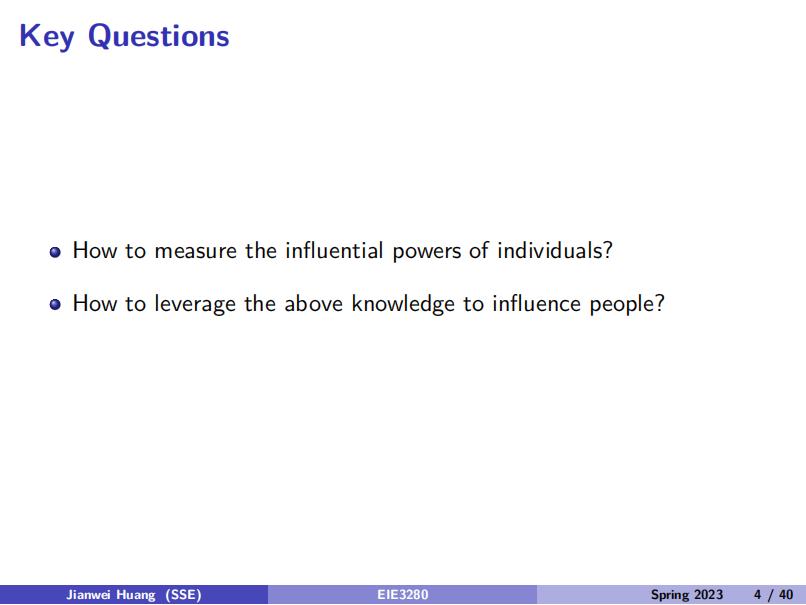 Key Questions
How to measure the influential powers of individuals?
How to leverage the above knowledge to influence people?
Jianwei Huang (SSE) EIE3280 Spring 2023 4 / 40